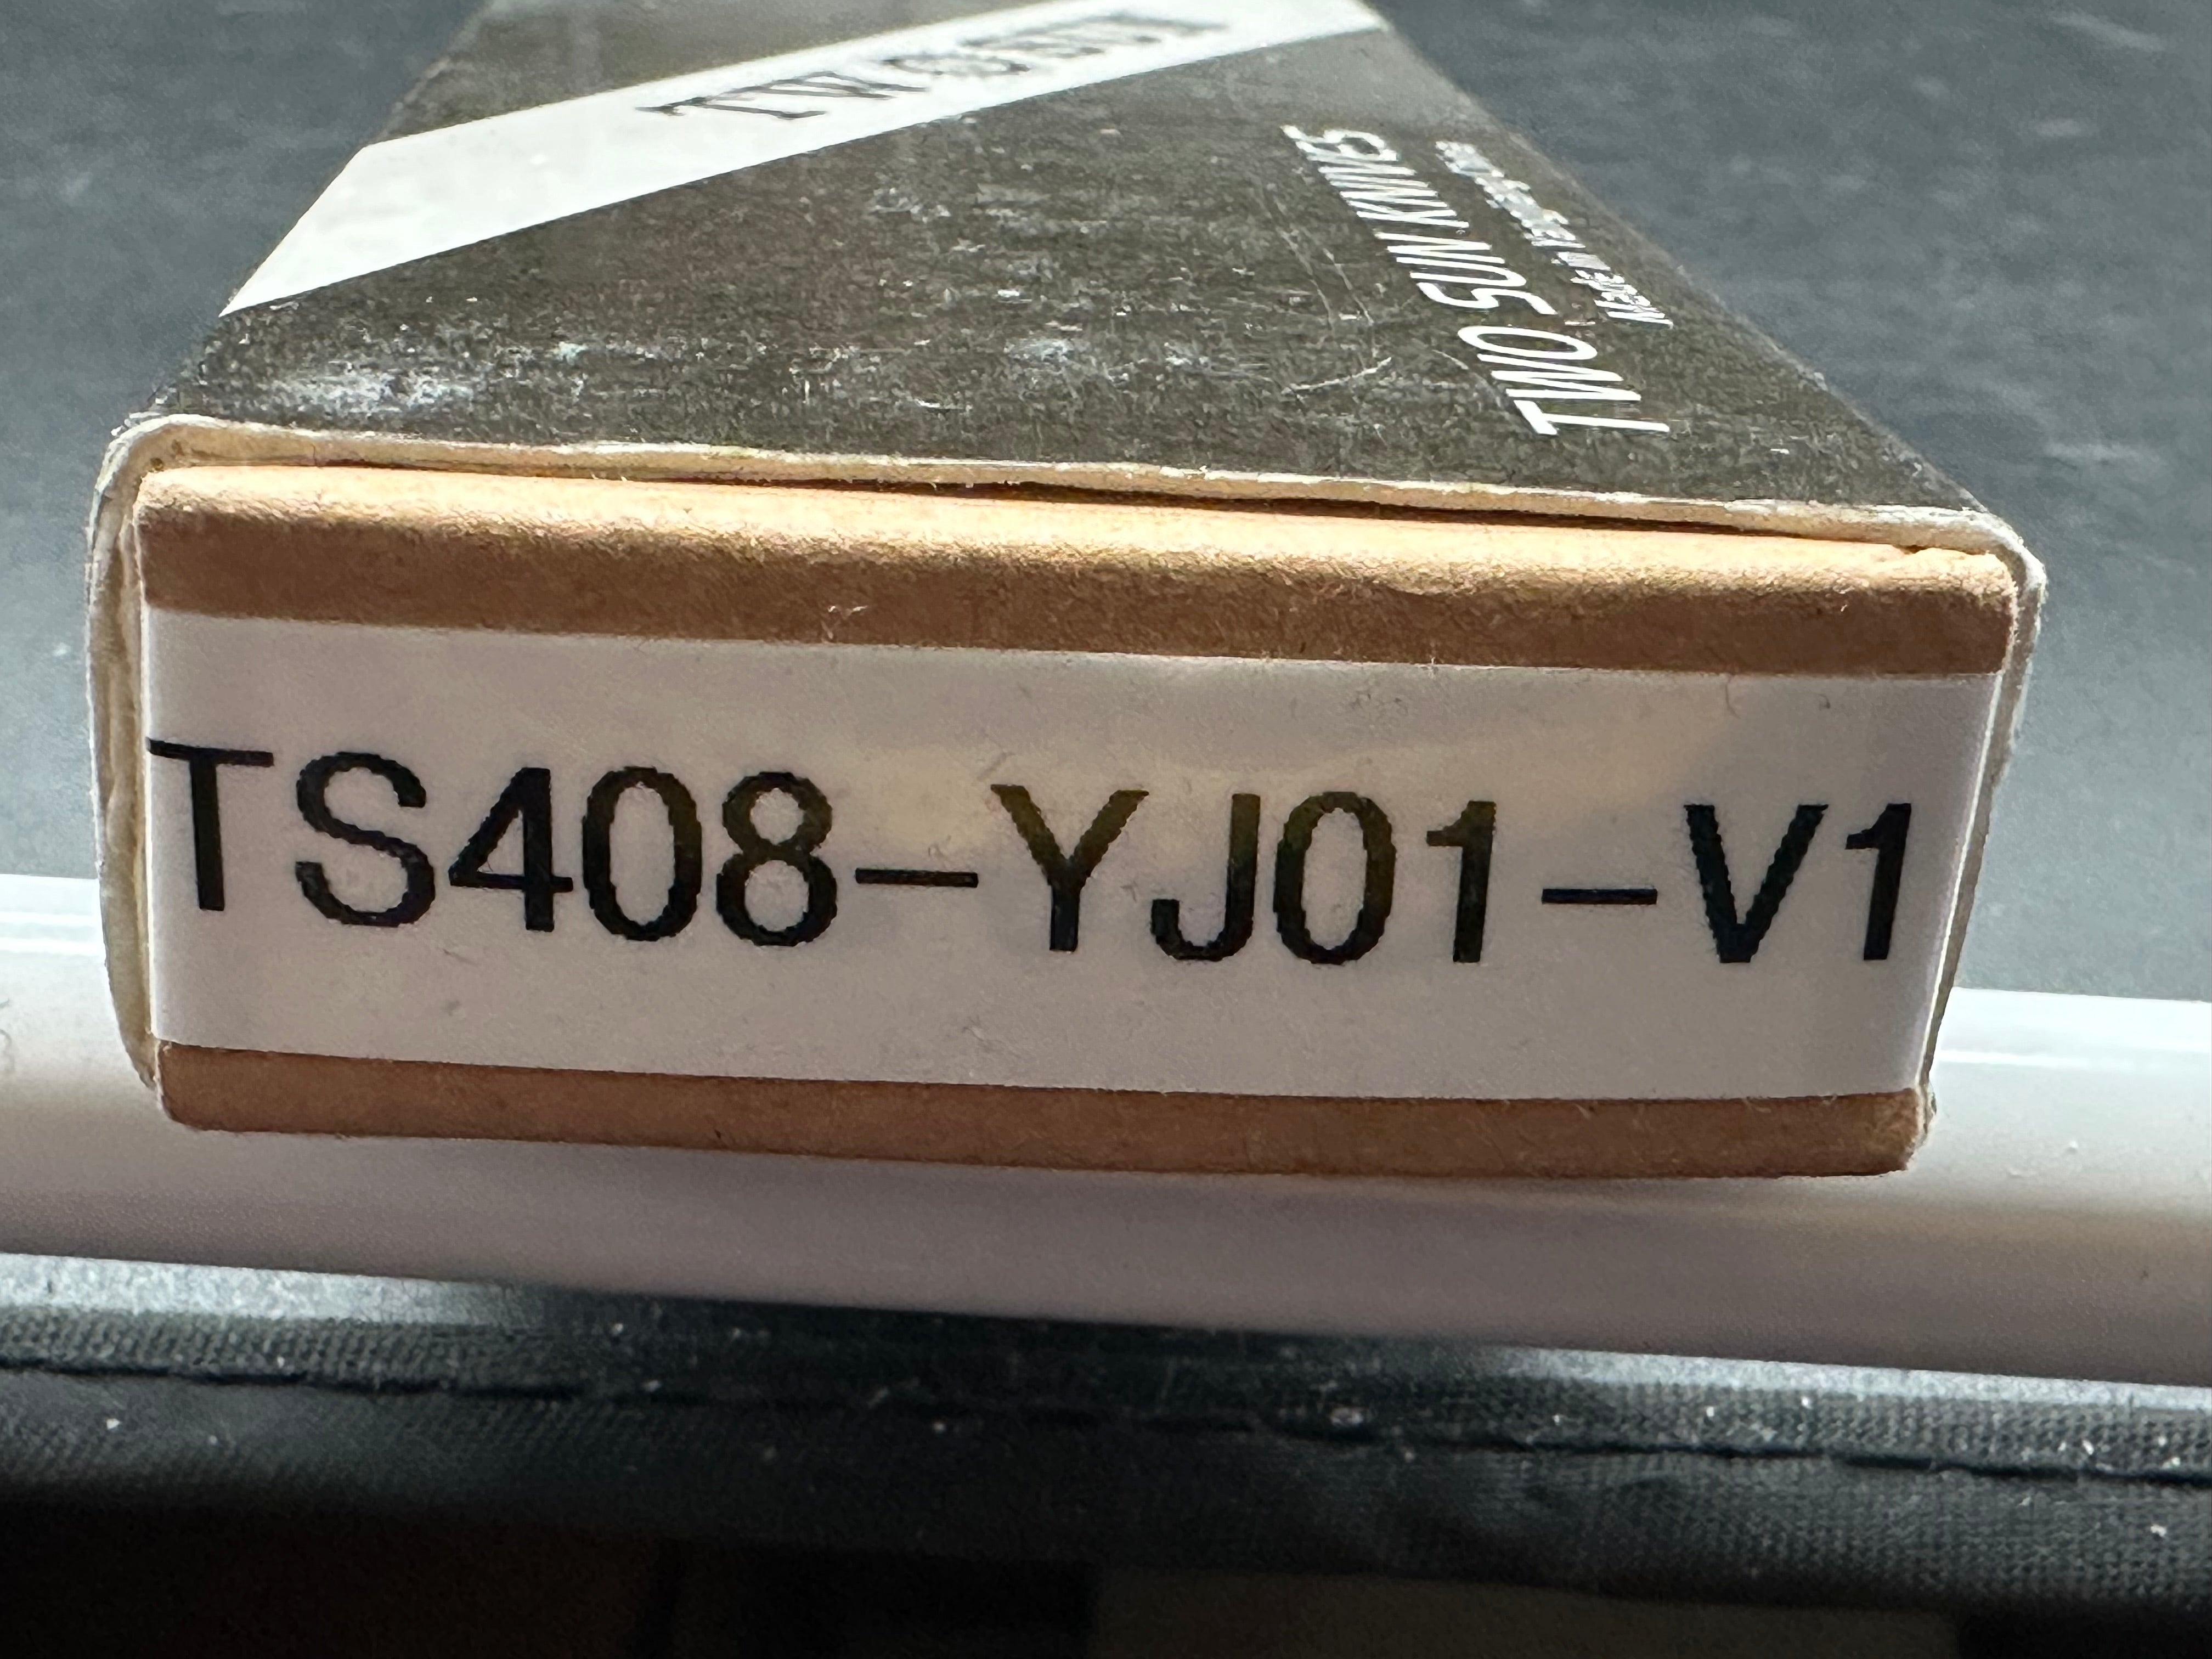 TWOSUN
TWO SUN KNIVES
TS408-YJ01-V1